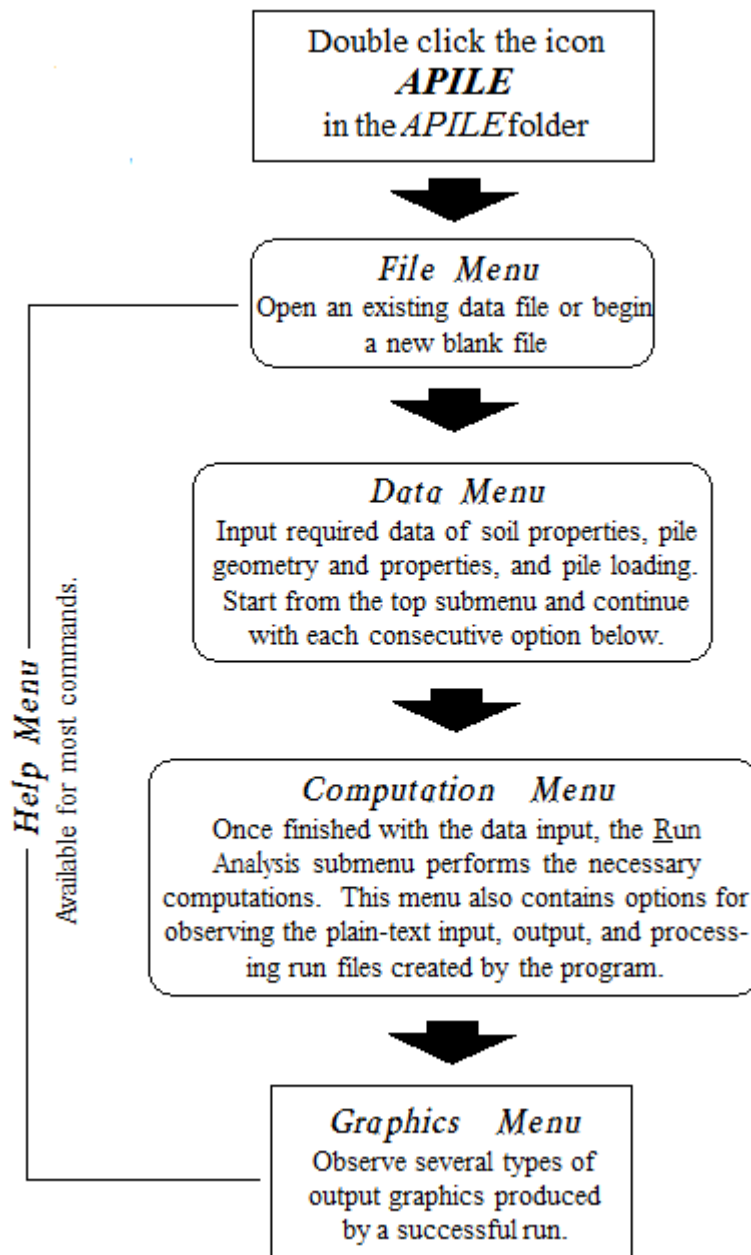 Double click the icon
APILE
in the APILE folder
File Menu
Open an existing data file or begin
a new blank file
Data Menu
Input required data of soil properties, pile
geometry and properties, and pile loading.
Start from the top submenu and continue
with each consecutive option below.
Help Menu
Available for most commands.
Computation Menu
Once finished with the data input, the Run
Analysis submenu performs the necessary
computations. This menu also contains options for
observing the plain-text input, output, and process-
ing run files created by the program.
Graphics Menu
Observe several types of
output graphics produced
by a successful run.